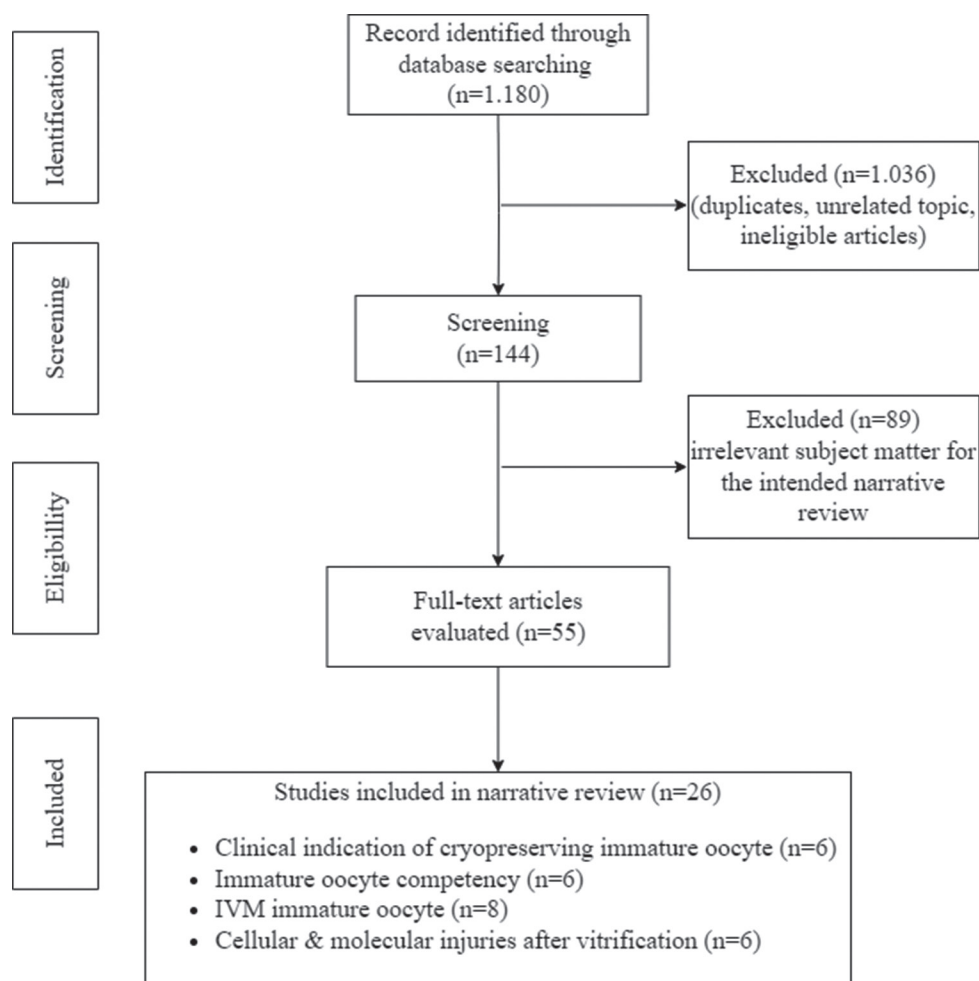 Identification
Record identified through
database searching
(n=1.180)
Excluded (n=1.036)
(duplicates, unrelated topic,
ineligible articles)
Screening
Screening
(n=144)
Excluded (n=89)
irrelevant subject matter for
the intended narrative
review
Eligibillity
Full-text articles
evaluated (n=55)
Included
Studies included in narrative review (n=26)
• Clinical indication of cryopreserving immature oocyte (n=6)
• Immature oocyte competency (n=6)
• IVM immature oocyte (n=8)
• Cellular & molecular injuries after vitrification (n=6)